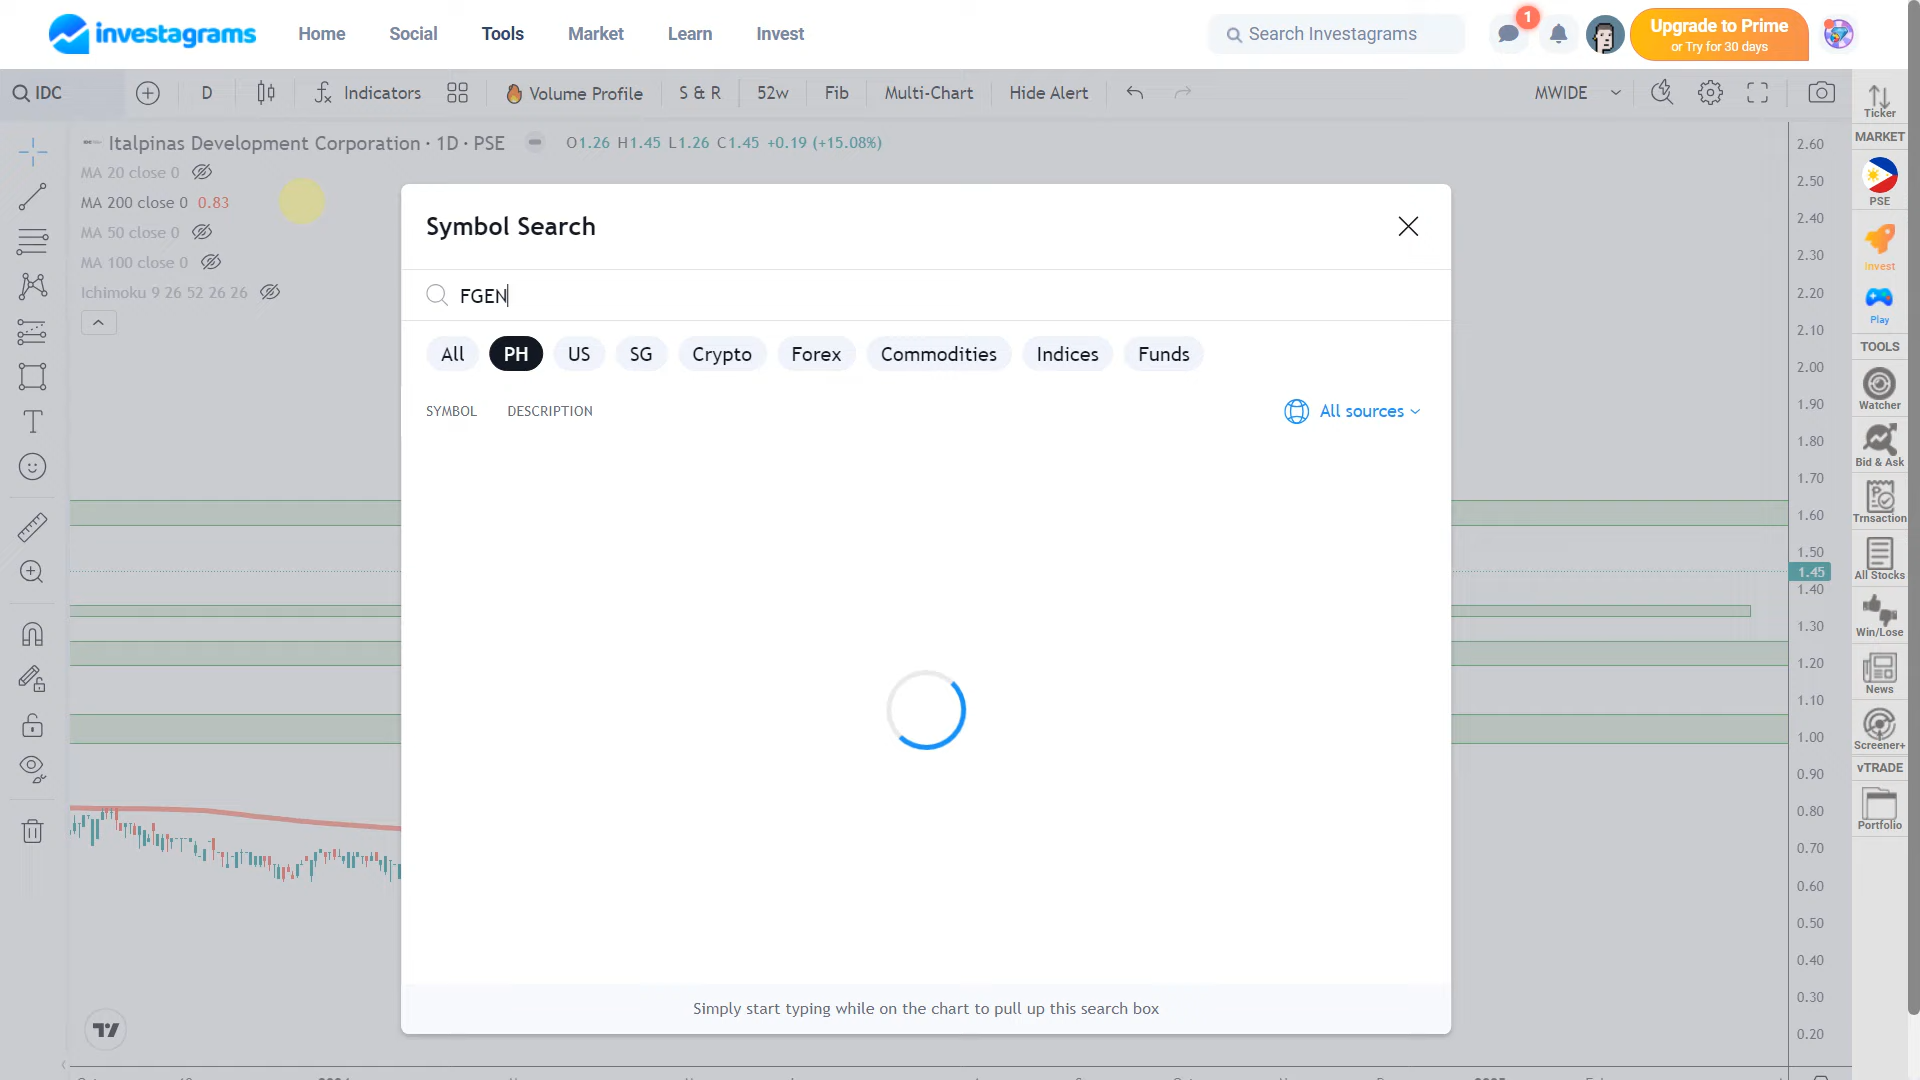 investagrams
Home
Social
Tools
Market
Learn
Invest
Search Investagrams
1
Upgrade to Prime
or Try for 30 days
IDC
D
Indicators
Volume Profile
S & R
52w
Fib
Multi-Chart
Hide Alert
MWIDE
Italpinas Development Corporation · 1D · PSE
O1.26 H1.45 L1.26 C1.45 +0.19 (+15.08%)
MA 20 close 0
MA 200 close 0 0.83
MA 50 close 0
MA 100 close 0
Ichimoku 9 26 52 26 26
Symbol Search
FGEN
All
PH
US
SG
Crypto
Forex
Commodities
Indices
Funds
SYMBOL
DESCRIPTION
All sources
Simply start typing while on the chart to pull up this search box
2.60
2.50
2.40
2.30
2.20
2.10
2.00
1.90
1.80
1.70
1.60
1.50
1.45
1.40
1.30
1.20
1.10
1.00
0.90
0.80
0.70
0.60
0.50
0.40
0.30
0.20
Ticker
MARKET
PSE
Invest
Play
TOOLS
Watcher
Bid & Ask
Trnsaction
All Stocks
Win/Lose
News
Screener+
vTRADE
Portfolio